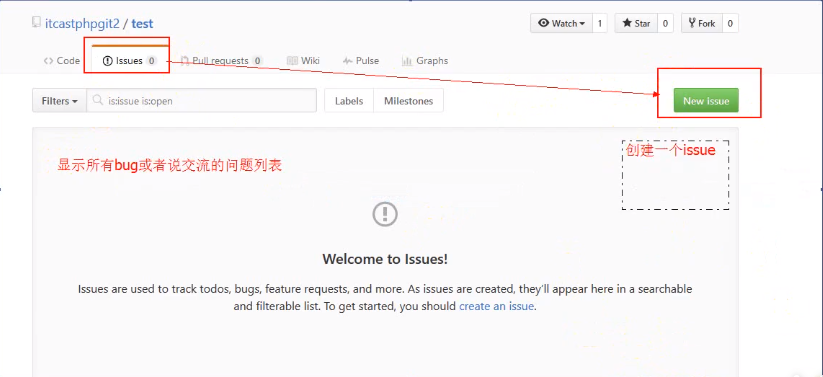 itcastphpgit2 / test
Watch 1 Star 0 Fork 0
Code Issues 0 Pull requests 0 Wiki Pulse Graphs
Filters is:issue is:open Labels Milestones New issue
创建一个issue
显示所有bug或者说交流的问题列表
Welcome to Issues!
Issues are used to track todos, bugs, feature requests, and more. As issues are created, they'll appear here in a searchable
and filterable list. To get started, you should create an issue.